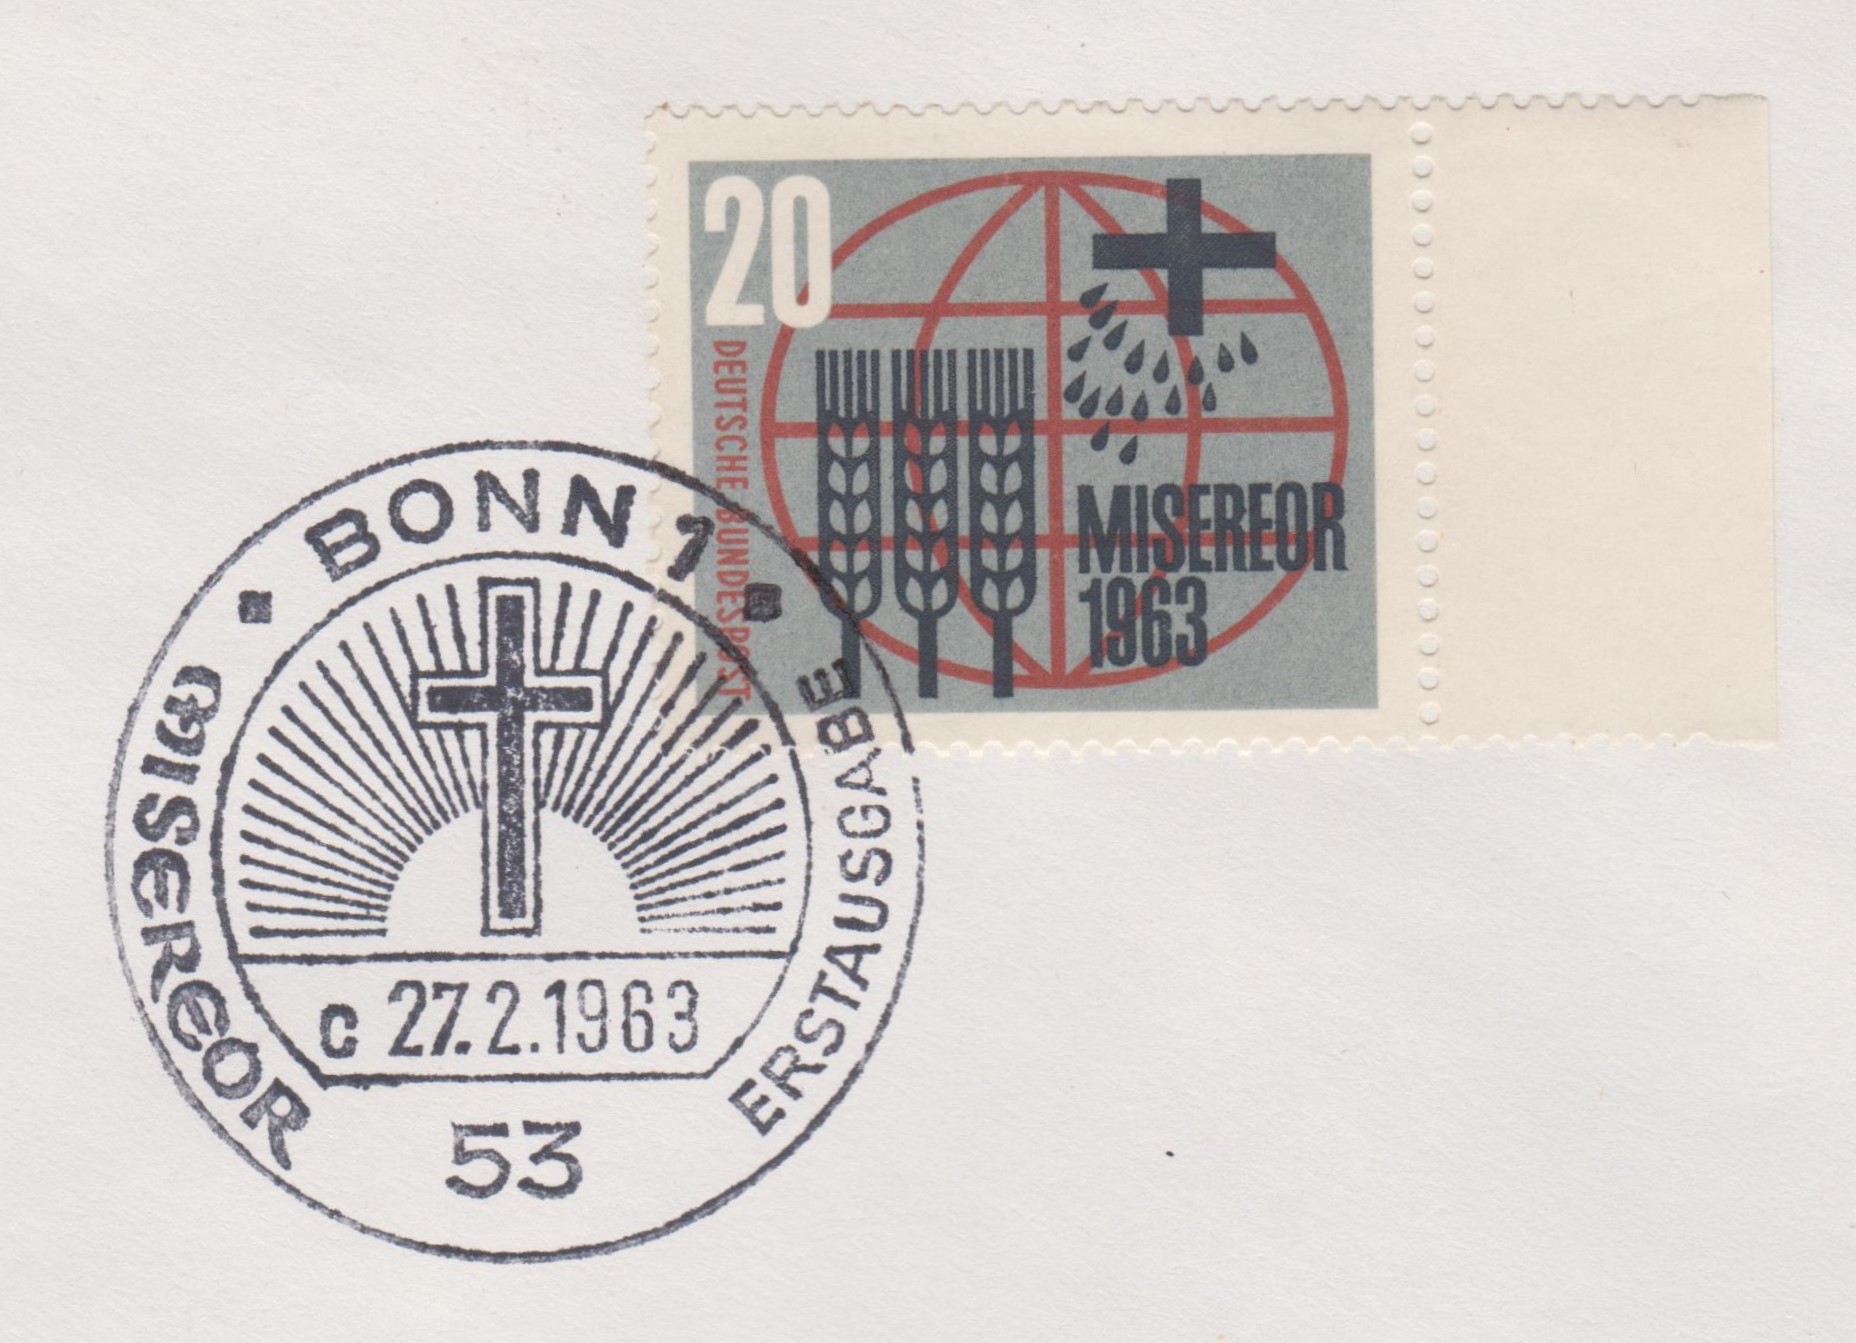 20
DEUTSCHE BUNDESPOST
MISEREOR
1963
BONN 1
MISEREOR
ERSTAUSGABE
c 27.2.1963
53